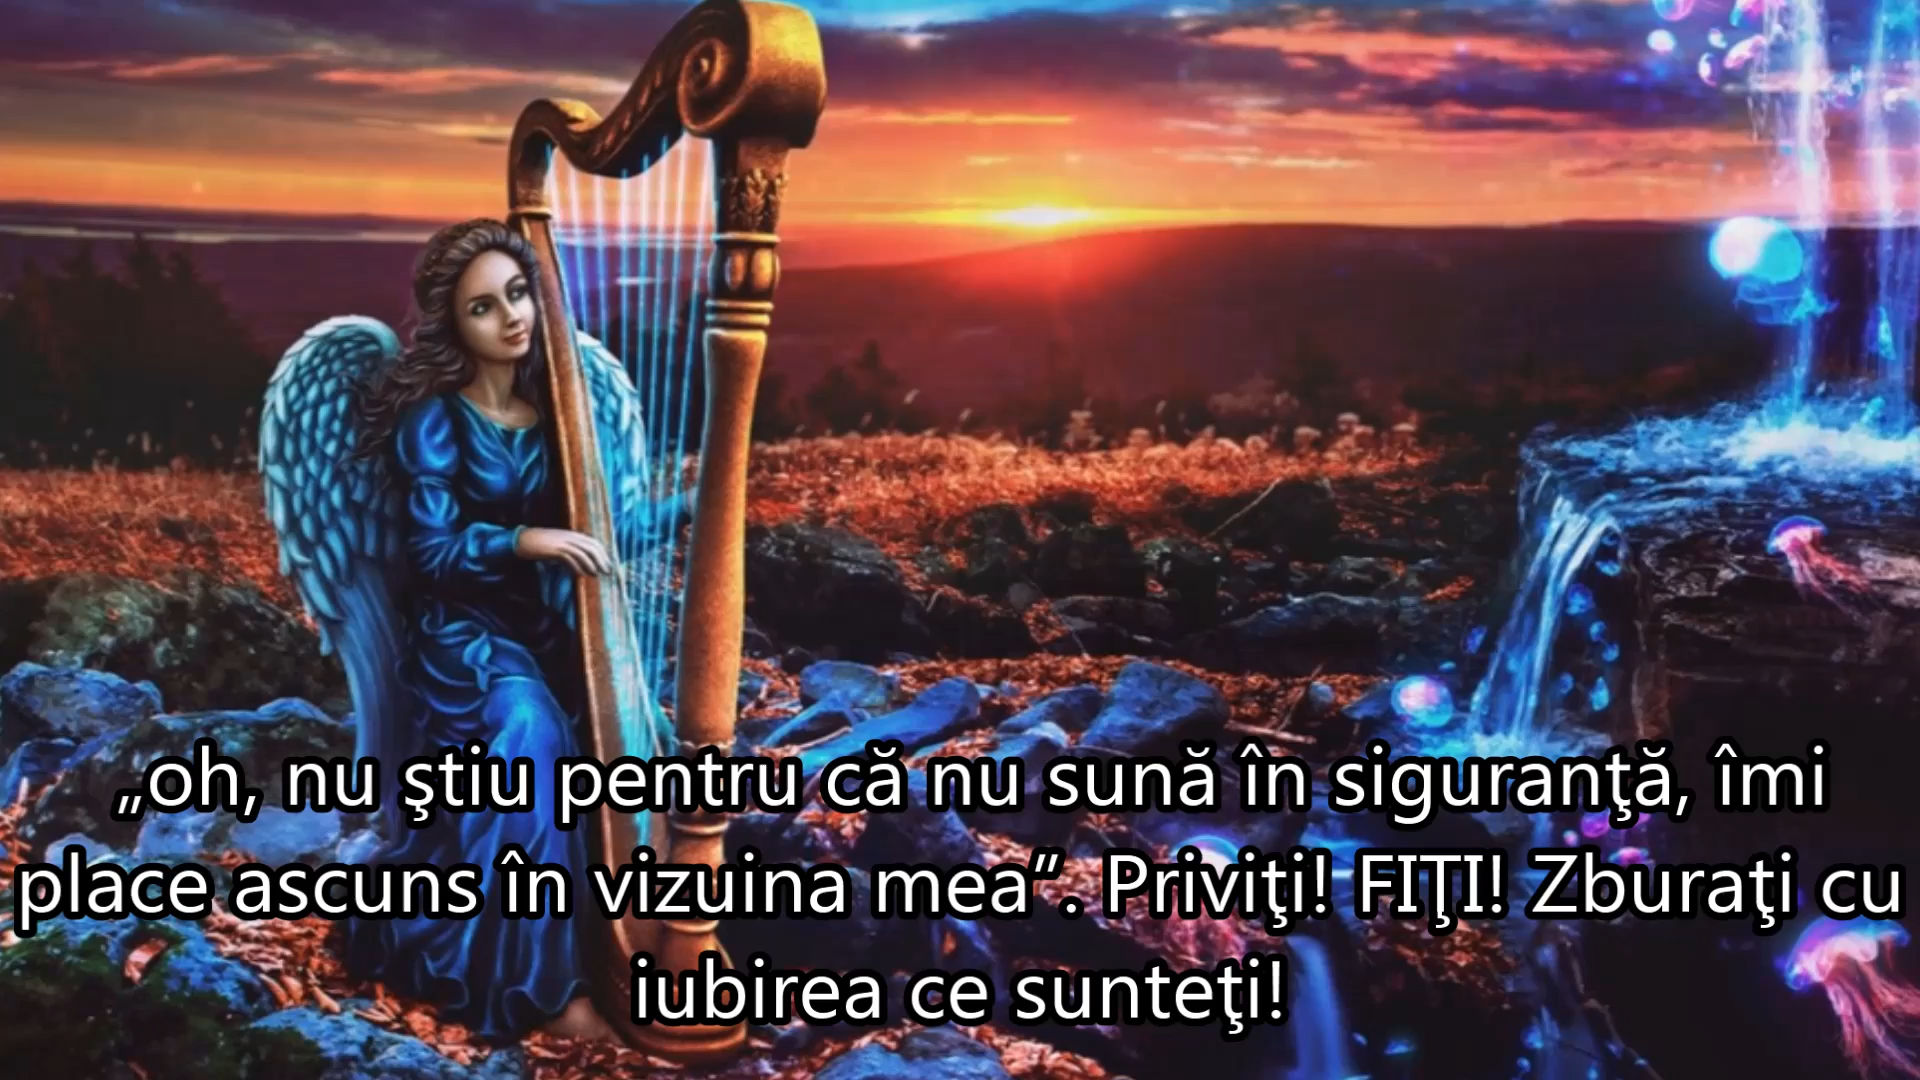 „oh, nu ştiu pentru că nu sună în siguranţă, îmi
place ascuns în vizuina mea”. Priviţi! FIŢI! Zburaţi cu
iubirea ce sunteţi!